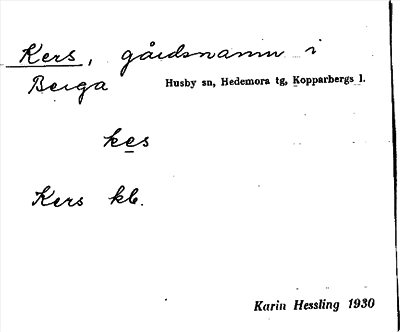 Kers, gårdsnamn i
Berga Husby sn, Hedemora tg, Kopparbergs l.
kes
Kers kb.
Karin Hessling 1930